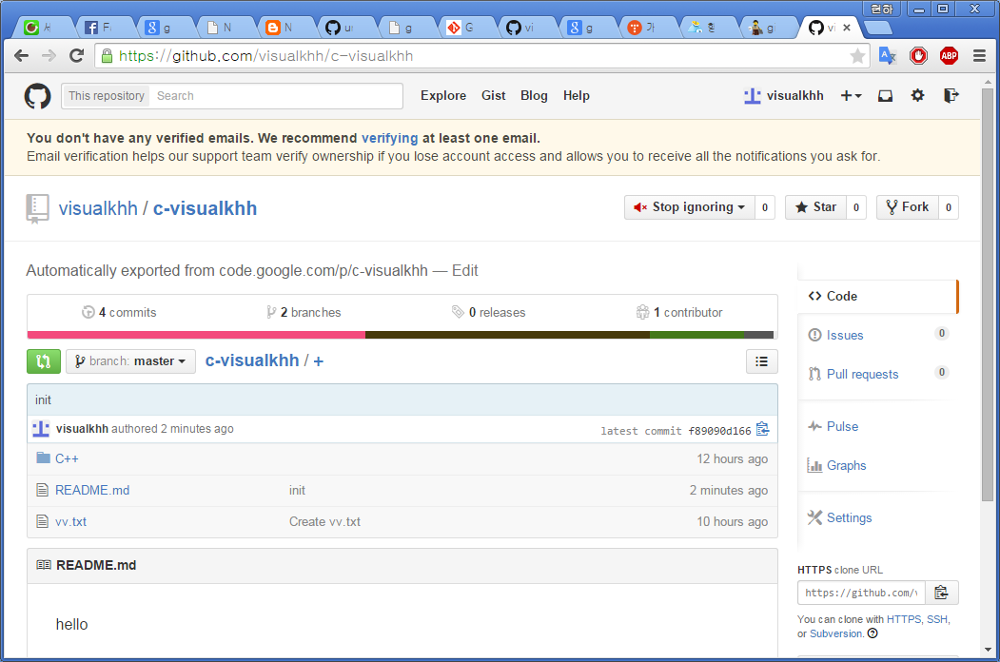 현하
F
g
N
N
u
g
G
vi
g
가
g
vi
https://github.com/visualkhh/c-visualkhh
ABP
This repository Search Explore Gist Blog Help visualkhh
You don't have any verified emails. We recommend verifying at least one email.
Email verification helps our support team verify ownership if you lose account access and allows you to receive all the notifications you ask for.
visualkhh / c-visualkhh Stop ignoring 0 Star 0 Fork 0
Automatically exported from code.google.com/p/c-visualkhh — Edit
4 commits 2 branches 0 releases 1 contributor
branch: master c-visualkhh / +
init
visualkhh authored 2 minutes ago latest commit f89090d166
C++ 12 hours ago
README.md init 2 minutes ago
vv.txt Create vv.txt 10 hours ago
README.md
hello
Code
Issues 0
Pull requests 0
Pulse
Graphs
Settings
HTTPS clone URL
https://github.com/
You can clone with HTTPS, SSH,
or Subversion.